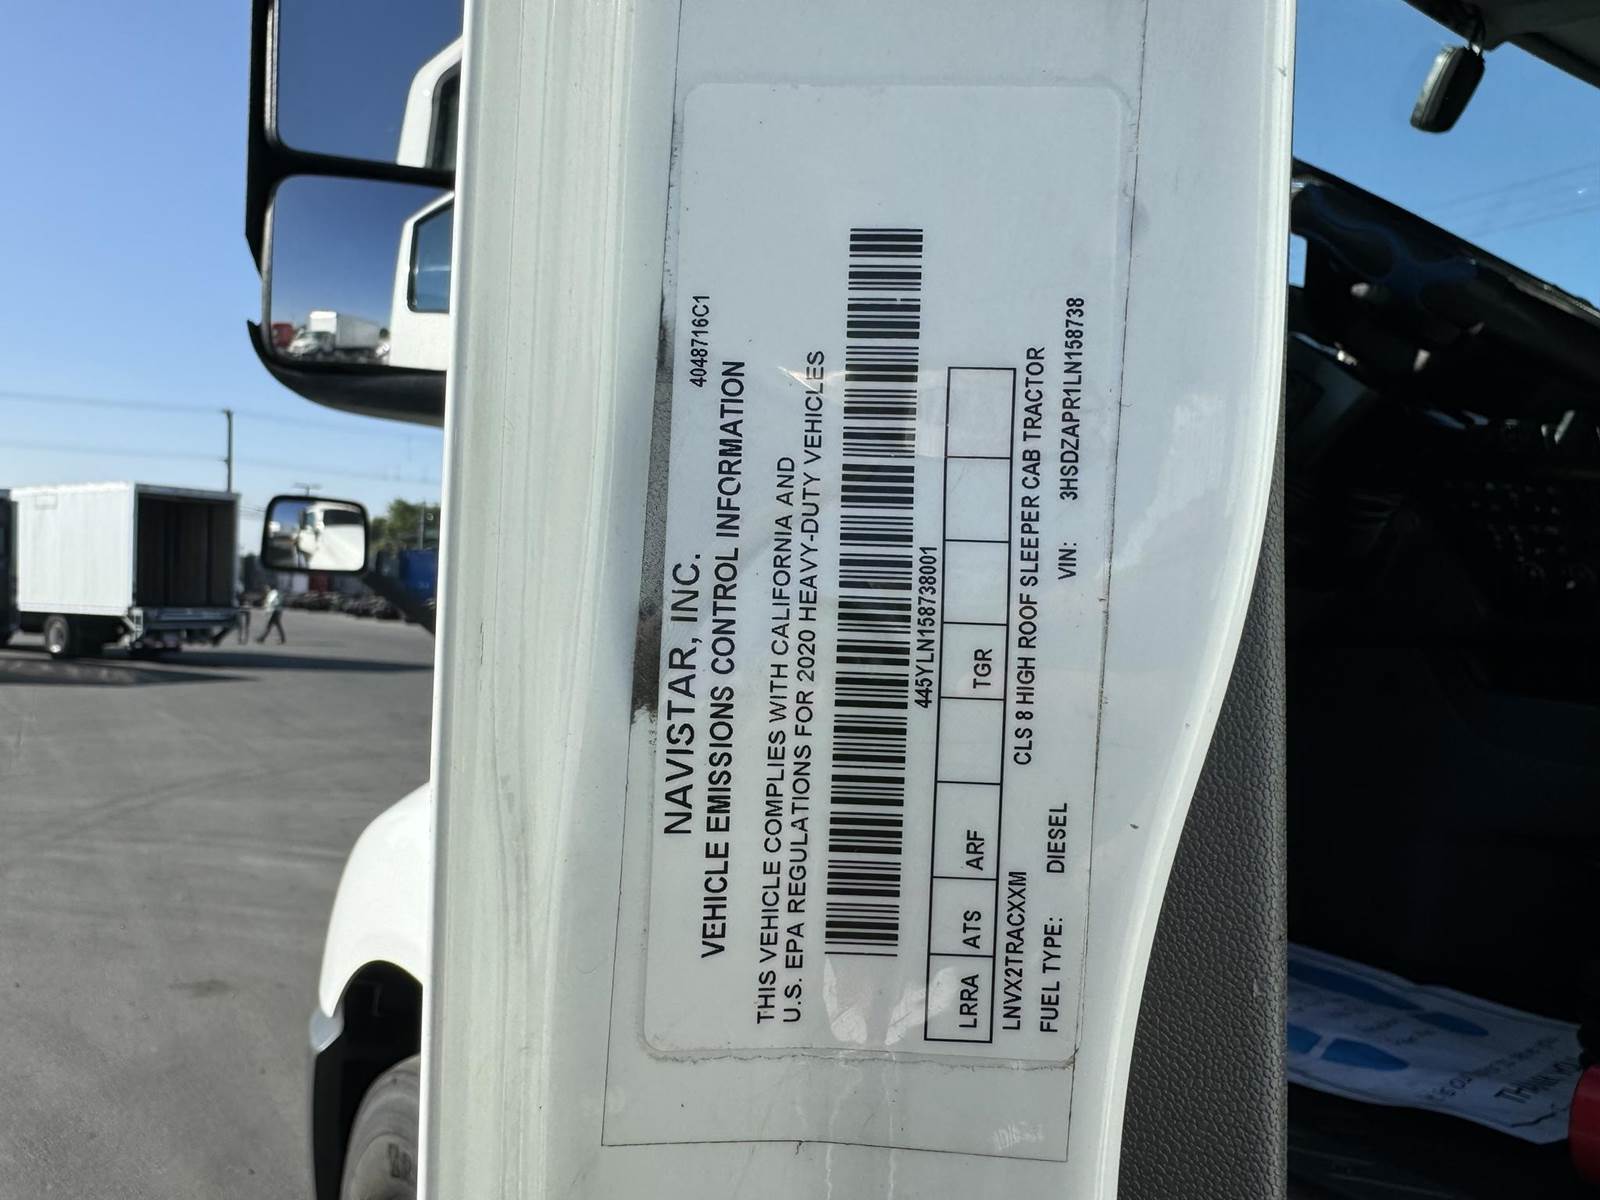 4048716C1
NAVISTAR, INC.
VEHICLE EMISSIONS CONTROL INFORMATION
THIS VEHICLE COMPLIES WITH CALIFORNIA AND
U.S. EPA REGULATIONS FOR 2020 HEAVY-DUTY VEHICLES
445YLN158738001
LRRA ATS ARF TGR
LNVX2TRACXXM CLS 8 HIGH ROOF SLEEPER CAB TRACTOR
FUEL TYPE: DIESEL VIN: 3HSDZAPR1LN158738